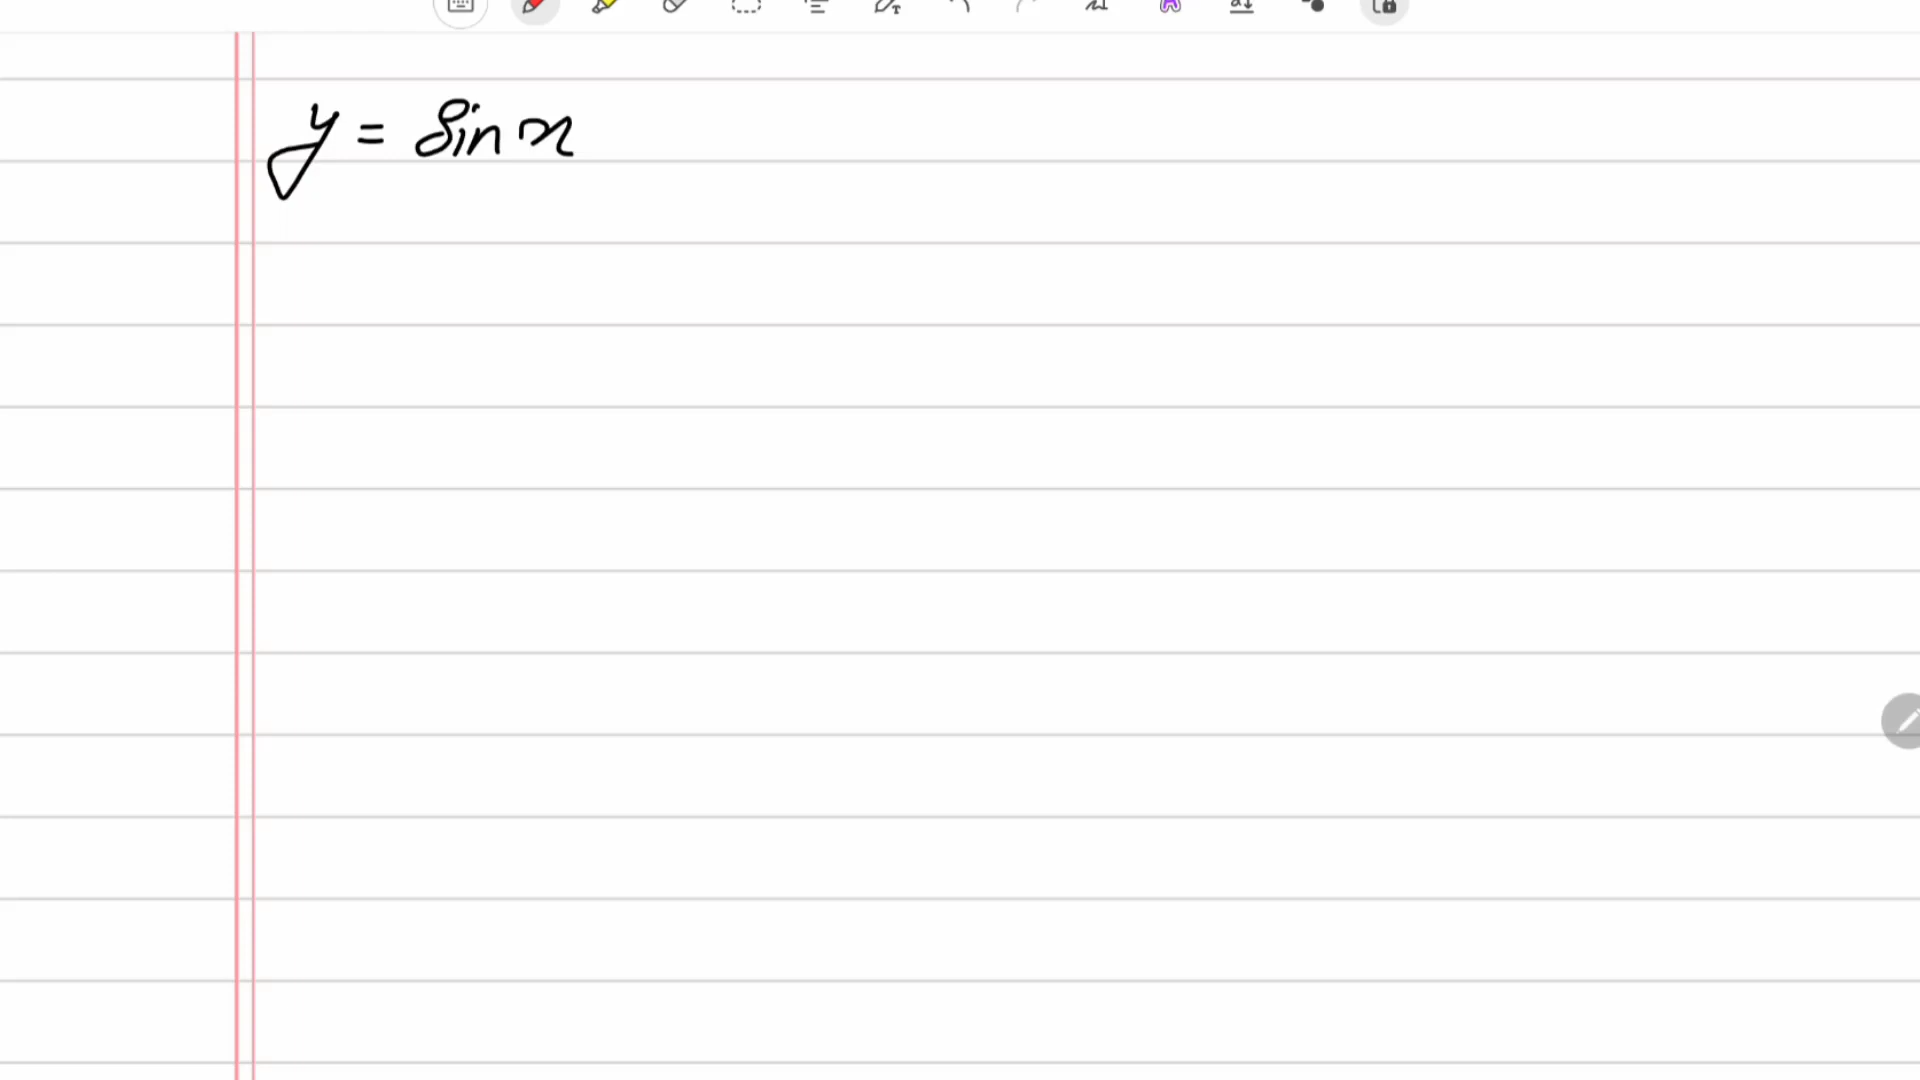 y = sin x